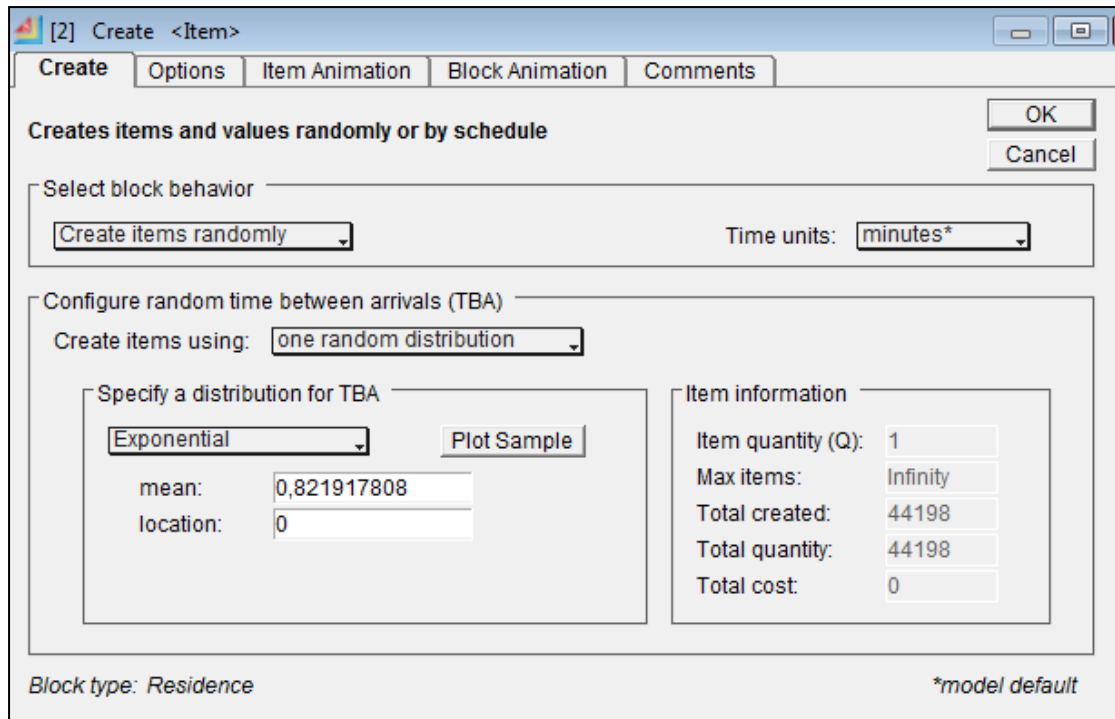 [2] Create <Item>
Create Options Item Animation Block Animation Comments
Creates items and values randomly or by schedule
OK
Cancel
Select block behavior
Create items randomly
Time units: minutes*
Configure random time between arrivals (TBA)
Create items using: one random distribution
Specify a distribution for TBA
Exponential
Plot Sample
mean: 0,821917808
location: 0
Item information
Item quantity (Q): 1
Max items: Infinity
Total created: 44198
Total quantity: 44198
Total cost: 0
Block type: Residence
*model default